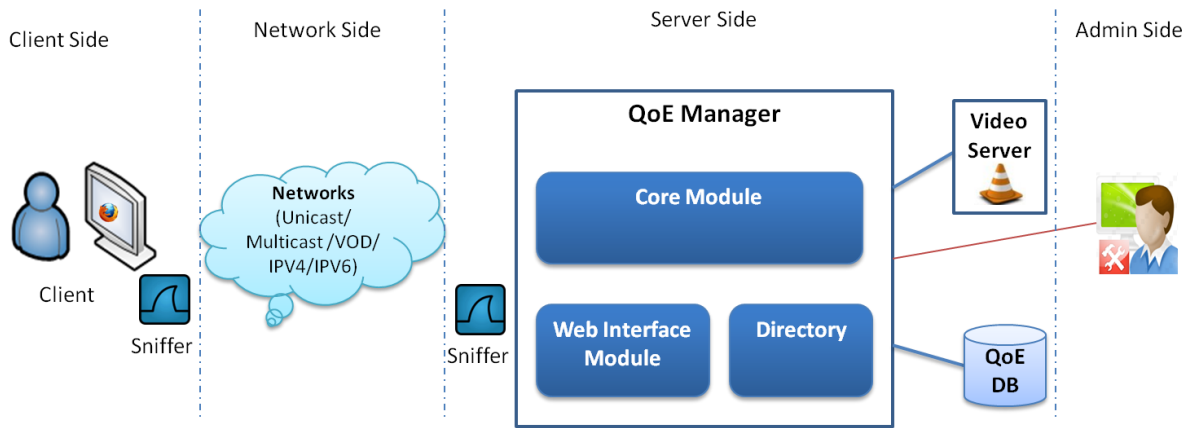 Client Side
Network Side
Server Side
Admin Side
QoE Manager
Video
Server
Core Module
Networks
(Unicast/
Multicast /VOD/
IPV4/IPV6)
Client
Sniffer
Sniffer
Web Interface
Module
Directory
QoE
DB